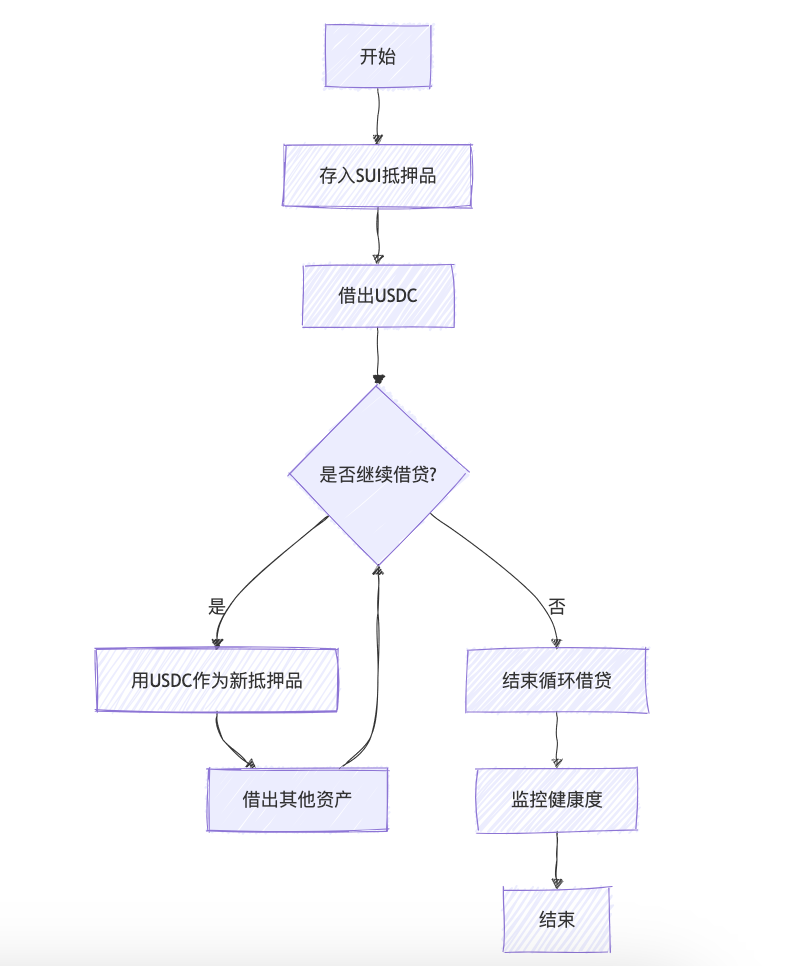 开始
存入SUI抵押品
借出USDC
是否继续借贷?
是
否
用USDC作为新抵押品
结束循环借贷
借出其他资产
监控健康度
结束